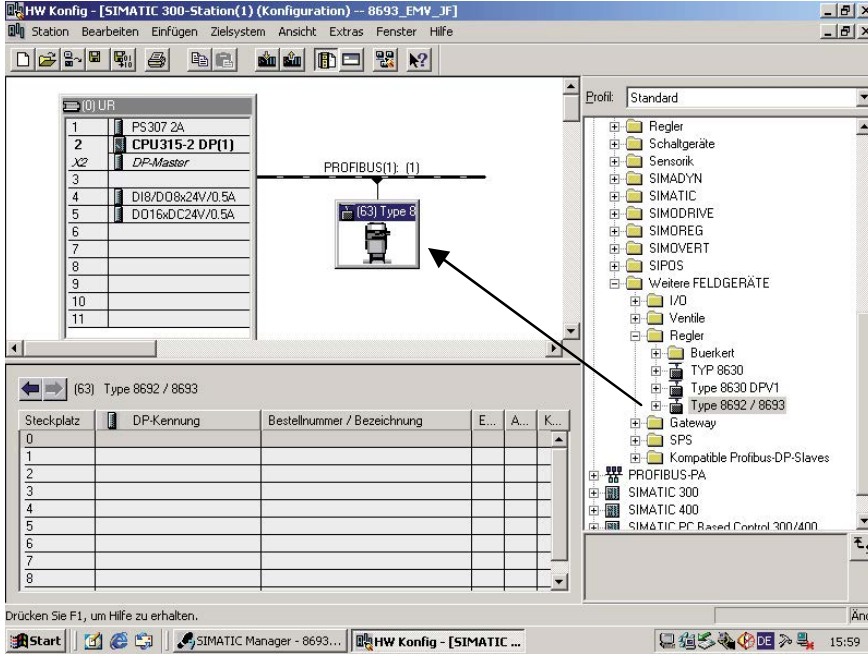 HW Konfig - [SIMATIC 300-Station(1) (Konfiguration) -- 8693_EMV_JF]
Station Bearbeiten Einfügen Zielsystem Ansicht Extras Fenster Hilfe
(0) UR
1 PS307 2A
2 CPU315-2 DP(1)
X2 DP-Master
3
4 DI8/DO8x24V/0.5A
5 DO16xDC24V/0.5A
6
7
8
9
10
11
PROFIBUS(1): (1)
(63) Type 8
Profil: Standard
Regler
Schaltgeräte
Sensorik
SIMADYN
SIMATIC
SIMODRIVE
SIMOREG
SIMOVERT
SIPOS
Weitere FELDGERÄTE
I/O
Ventile
Regler
Buerkert
TYP 8630
Type 8630 DPV1
Type 8692 / 8693
Gateway
SPS
Kompatible Profibus-DP-Slaves
PROFIBUS-PA
SIMATIC 300
SIMATIC 400
SIMATIC PC Based Control 300/400
(63) Type 8692 / 8693
Steckplatz DP-Kennung Bestellnummer / Bezeichnung E... A... K...
0
1
2
3
4
5
6
7
8
Drücken Sie F1, um Hilfe zu erhalten.
Änd
Start SIMATIC Manager - 8693... HW Konfig - [SIMATIC ... DE 15:59